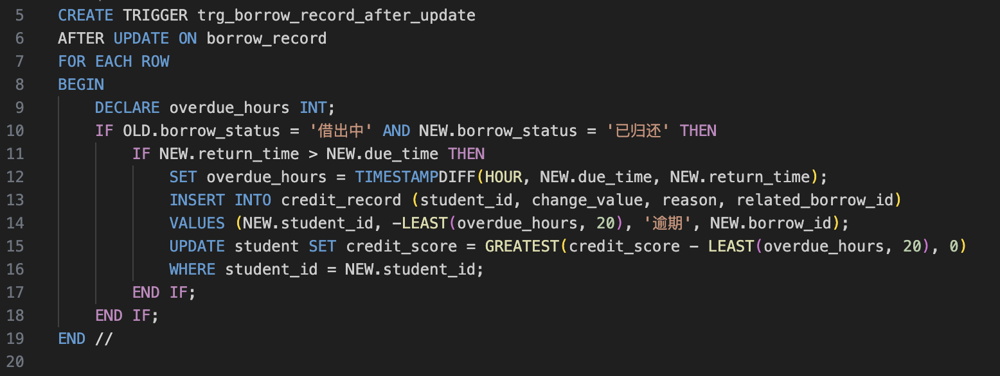 5 CREATE TRIGGER trg_borrow_record_after_update
6 AFTER UPDATE ON borrow_record
7 FOR EACH ROW
8 BEGIN
9 DECLARE overdue_hours INT;
10 IF OLD.borrow_status = '借出中' AND NEW.borrow_status = '已归还' THEN
11 IF NEW.return_time > NEW.due_time THEN
12 SET overdue_hours = TIMESTAMPDIFF(HOUR, NEW.due_time, NEW.return_time);
13 INSERT INTO credit_record (student_id, change_value, reason, related_borrow_id)
14 VALUES (NEW.student_id, -LEAST(overdue_hours, 20), '逾期', NEW.borrow_id);
15 UPDATE student SET credit_score = GREATEST(credit_score - LEAST(overdue_hours, 20), 0)
16 WHERE student_id = NEW.student_id;
17 END IF;
18 END IF;
19 END //
20